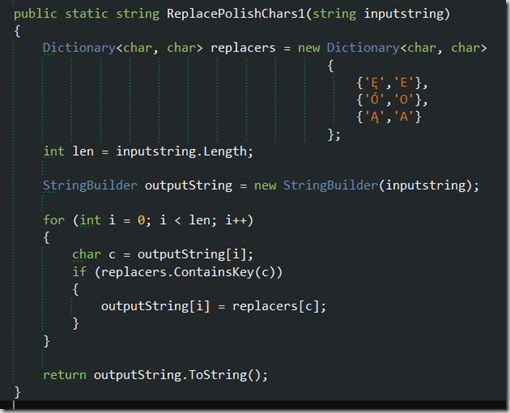 public static string ReplacePolishChars1(string inputstring)
{
Dictionary<char, char> replacers = new Dictionary<char, char>
{
{'Ę','E'},
{'Ó','O'},
{'Ą','A'}
};
int len = inputstring.Length;
StringBuilder outputString = new StringBuilder(inputstring);
for (int i = 0; i < len; i++)
{
char c = outputString[i];
if (replacers.ContainsKey(c))
{
outputString[i] = replacers[c];
}
}
return outputString.ToString();
}